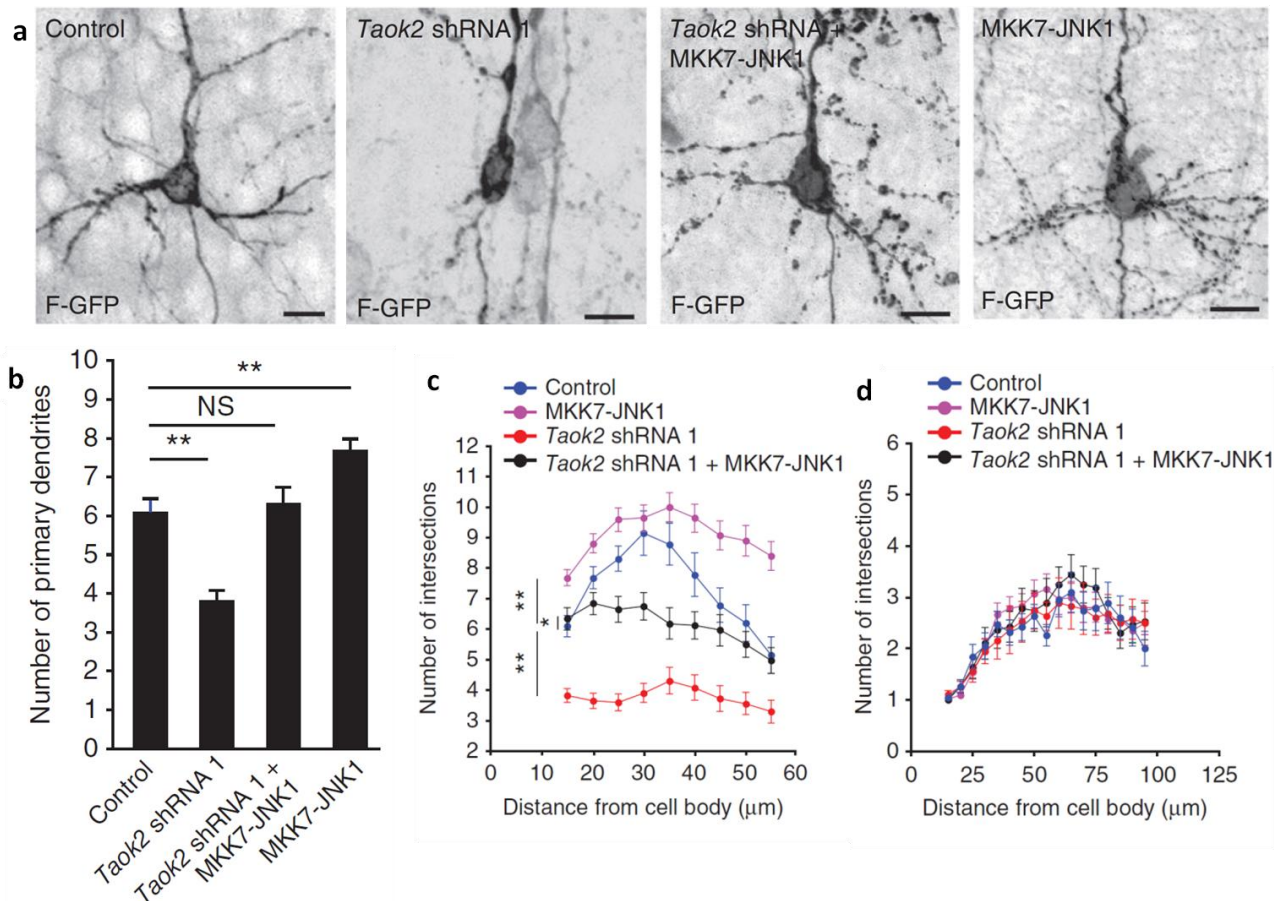 a
Control
F-GFP
Taok2 shRNA 1
F-GFP
Taok2 shRNA +
MKK7-JNK1
F-GFP
MKK7-JNK1
F-GFP
b
Number of primary dendrites
10
9
8
7
6
5
4
3
2
1
0
**
NS
**
Control
Taok2 shRNA 1
Taok2 shRNA 1 +
MKK7-JNK1
MKK7-JNK1
c
Control
MKK7-JNK1
Taok2 shRNA 1
Taok2 shRNA 1 + MKK7-JNK1
Number of intersections
12
11
10
9
8
7
6
5
4
3
2
**
*
**
0 10 20 30 40 50 60
Distance from cell body (μm)
d
Control
MKK7-JNK1
Taok2 shRNA 1
Taok2 shRNA 1 + MKK7-JNK1
Number of intersections
6
5
4
3
2
1
0
0 25 50 75 100 125
Distance from cell body (μm)